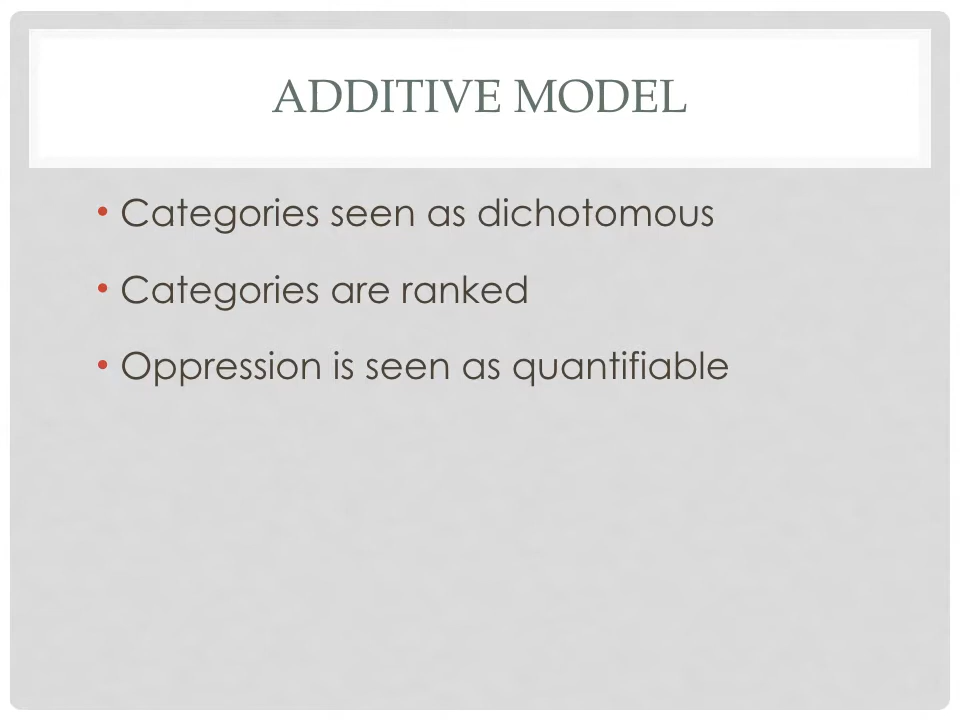 ADDITIVE MODEL
• Categories seen as dichotomous
• Categories are ranked
• Oppression is seen as quantifiable